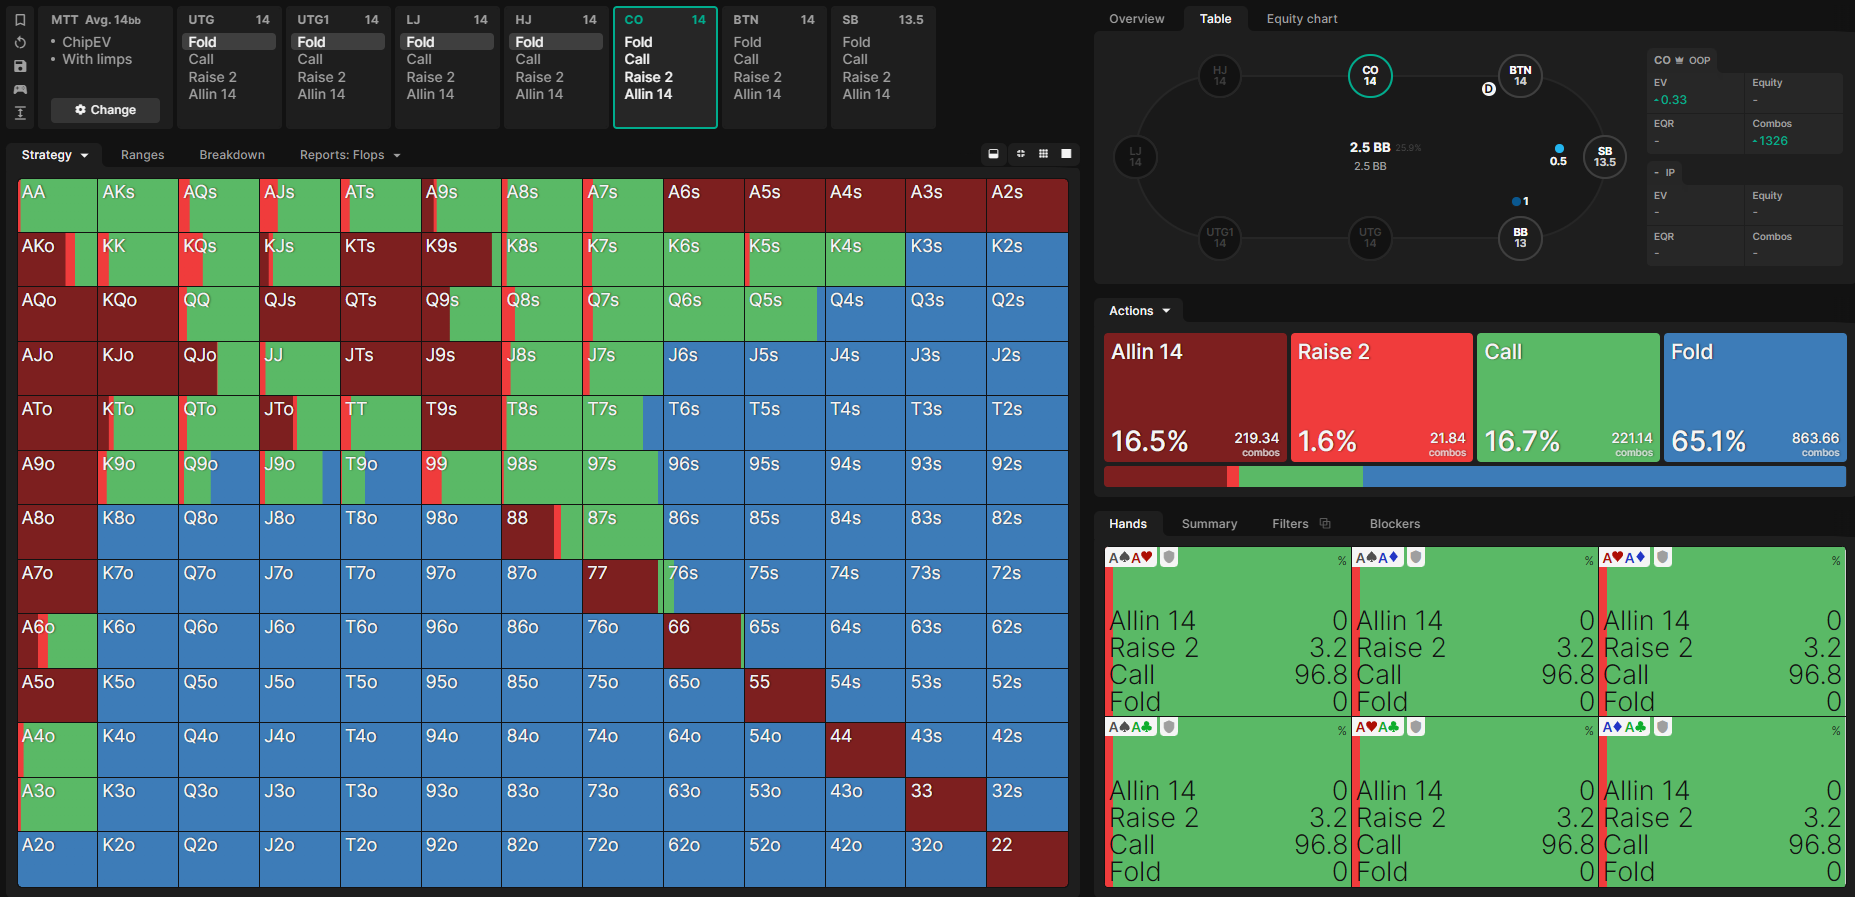 MTT Avg. 14bb
• ChipEV
• With limps
Change
UTG 14
Fold
Call
Raise 2
Allin 14
UTG1 14
Fold
Call
Raise 2
Allin 14
LJ 14
Fold
Call
Raise 2
Allin 14
HJ 14
Fold
Call
Raise 2
Allin 14
CO 14
Fold
Call
Raise 2
Allin 14
BTN 14
Fold
Call
Raise 2
Allin 14
SB 13.5
Fold
Call
Raise 2
Allin 14
Strategy Ranges Breakdown Reports: Flops
AA AKs AQs AJs ATs A9s A8s A7s A6s A5s A4s A3s A2s
AKo KK KQs KJs KTs K9s K8s K7s K6s K5s K4s K3s K2s
AQo KQo QQ QJs QTs Q9s Q8s Q7s Q6s Q5s Q4s Q3s Q2s
AJo KJo QJo JJ JTs J9s J8s J7s J6s J5s J4s J3s J2s
ATo KTo QTo JTo TT T9s T8s T7s T6s T5s T4s T3s T2s
A9o K9o Q9o J9o T9o 99 98s 97s 96s 95s 94s 93s 92s
A8o K8o Q8o J8o T8o 98o 88 87s 86s 85s 84s 83s 82s
A7o K7o Q7o J7o T7o 97o 87o 77 76s 75s 74s 73s 72s
A6o K6o Q6o J6o T6o 96o 86o 76o 66 65s 64s 63s 62s
A5o K5o Q5o J5o T5o 95o 85o 75o 65o 55 54s 53s 52s
A4o K4o Q4o J4o T4o 94o 84o 74o 64o 54o 44 43s 42s
A3o K3o Q3o J3o T3o 93o 83o 73o 63o 53o 43o 33 32s
A2o K2o Q2o J2o T2o 92o 82o 72o 62o 52o 42o 32o 22
Overview Table Equity chart
HJ 14
CO 14
BTN 14
D
LJ 14
2.5 BB 25.9%
2.5 BB
0.5
SB 13.5
1
UTG1 14
UTG 14
BB 13
CO OOP
EV Equity
0.33 -
EQR Combos
- 1326
- IP
EV Equity
- -
EQR Combos
- -
Actions
Allin 14
16.5% 219.34 combos
Raise 2
1.6% 21.84 combos
Call
16.7% 221.14 combos
Fold
65.1% 863.66 combos
Hands Summary Filters Blockers
A♠A♥ %
Allin 14 0
Raise 2 3.2
Call 96.8
Fold 0
A♠A♦ %
Allin 14 0
Raise 2 3.2
Call 96.8
Fold 0
A♥A♦ %
Allin 14 0
Raise 2 3.2
Call 96.8
Fold 0
A♠A♣ %
Allin 14 0
Raise 2 3.2
Call 96.8
Fold 0
A♥A♣ %
Allin 14 0
Raise 2 3.2
Call 96.8
Fold 0
A♦A♣ %
Allin 14 0
Raise 2 3.2
Call 96.8
Fold 0